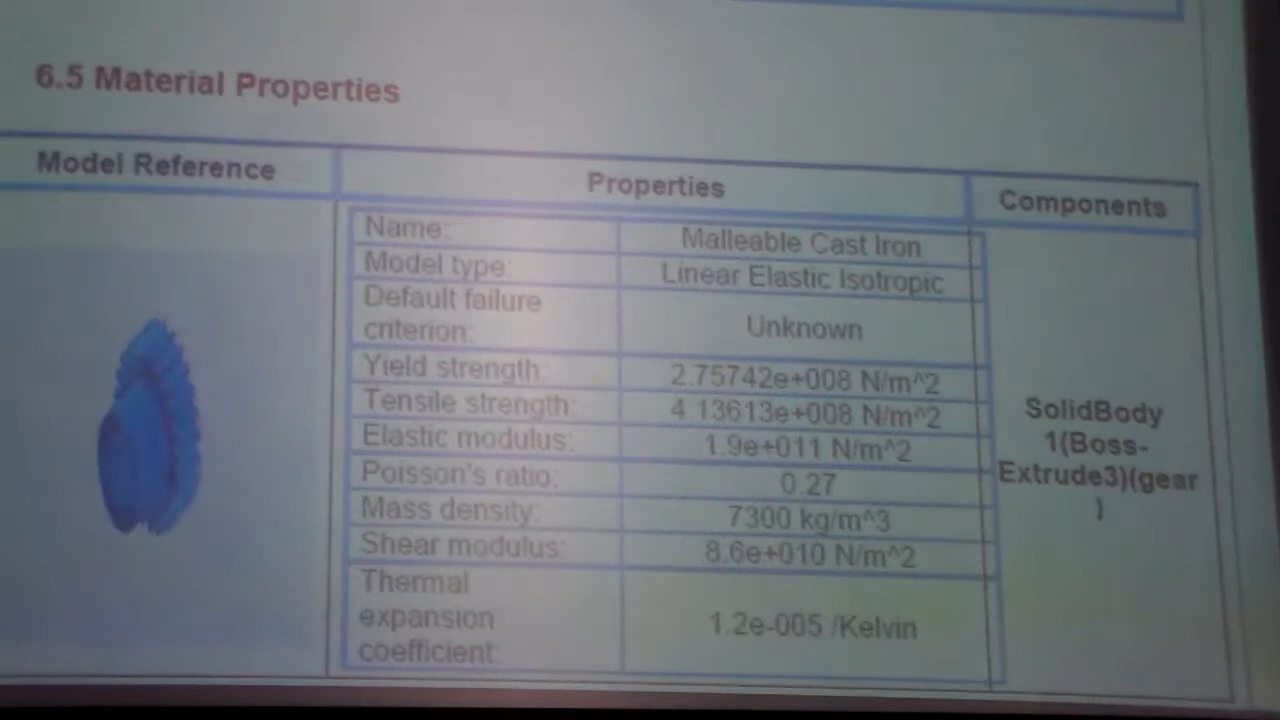 6.5 Material Properties
Model Reference
Properties
Components
Name:
Malleable Cast Iron
Model type:
Linear Elastic Isotropic
Default failure
criterion:
Unknown
Yield strength:
2.75742e+008 N/m^2
Tensile strength:
4.13613e+008 N/m^2
Elastic modulus:
1.9e+011 N/m^2
Poisson's ratio:
0.27
Mass density:
7300 kg/m^3
Shear modulus:
8.6e+010 N/m^2
Thermal
expansion
coefficient:
1.2e-005 /Kelvin
SolidBody
1(Boss-
Extrude3)(gear
)